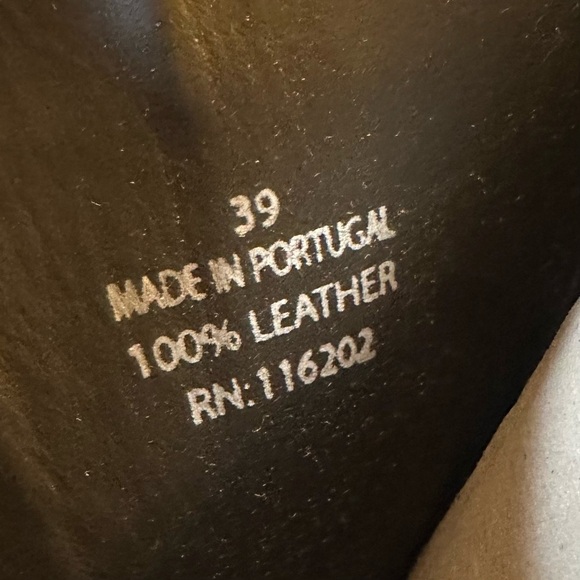 39
MADE IN PORTUGAL
100% LEATHER
RN:116202